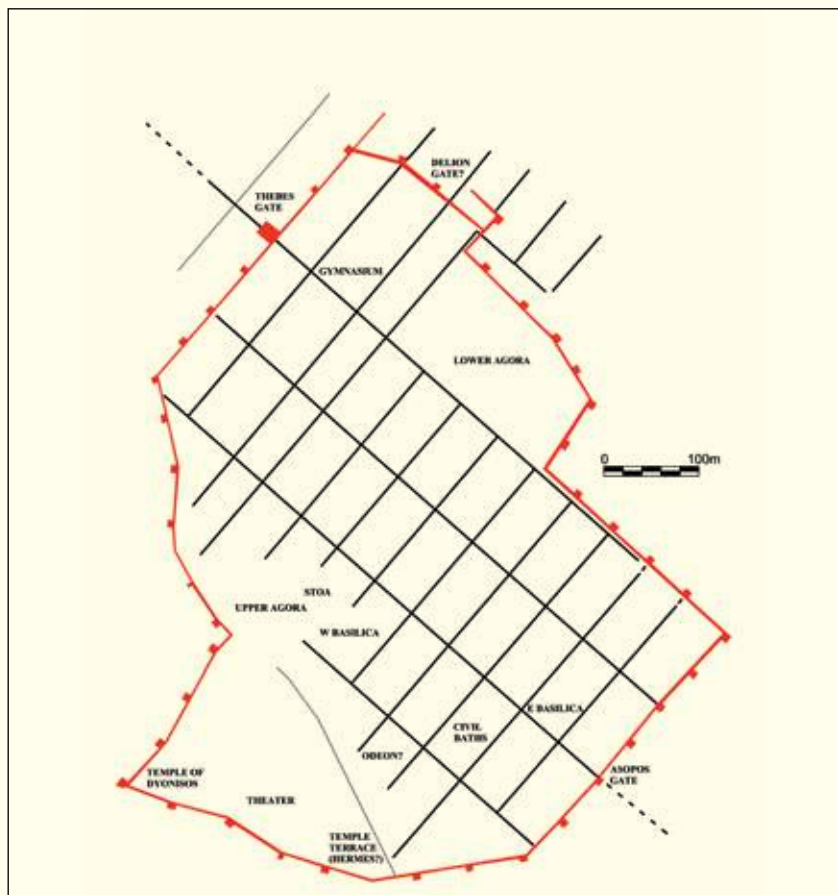 DELION
GATE?
THEBES
GATE
GYMNASIUM
LOWER AGORA
0 100m
STOA
UPPER AGORA
W BASILICA
E BASILICA
CIVIL
BATHS
ODEON?
ASOPOS
GATE
TEMPLE OF
DYONISOS
THEATER
TEMPLE
TERRACE
(HERMES?)